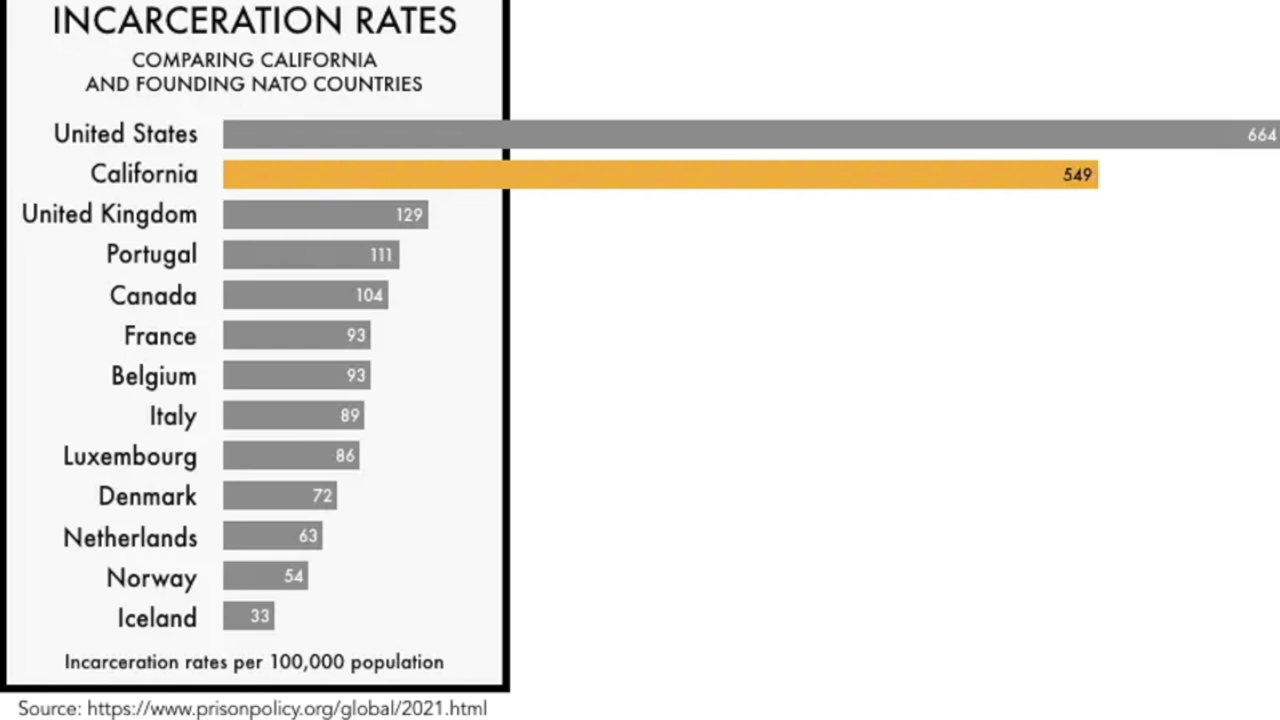 INCARCERATION RATES
COMPARING CALIFORNIA
AND FOUNDING NATO COUNTRIES
United States 664
California 549
United Kingdom 129
Portugal 111
Canada 104
France 93
Belgium 93
Italy 89
Luxembourg 86
Denmark 72
Netherlands 63
Norway 54
Iceland 33
Incarceration rates per 100,000 population
Source: https://www.prisonpolicy.org/global/2021.html